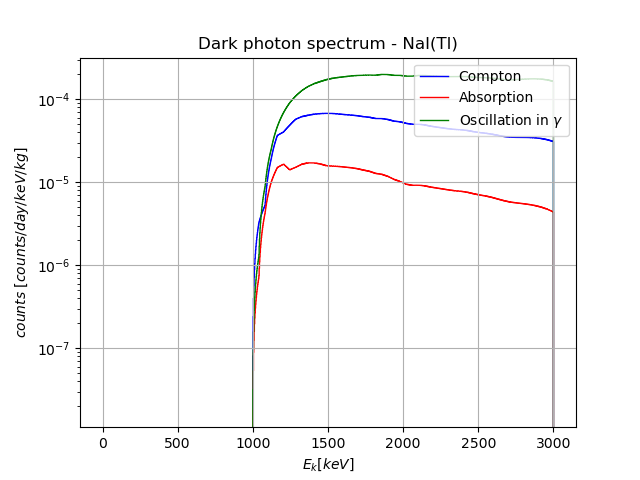 Dark photon spectrum - NaI(Tl)
Compton
Absorption
Oscillation in γ
10⁻⁴
10⁻⁵
10⁻⁶
10⁻⁷
counts [counts/day/keV/kg]
0 500 1000 1500 2000 2500 3000
Eₖ[keV]